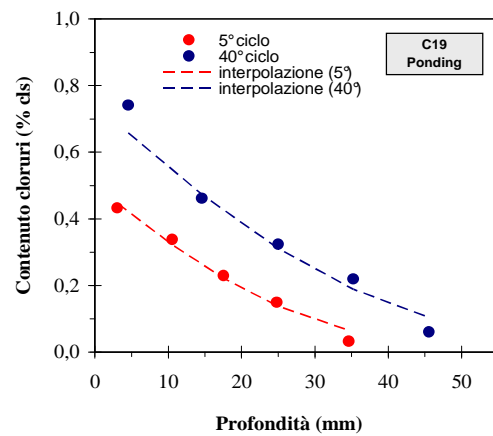 Contenuto cloruri (% cls)
1,0
0,8
0,6
0,4
0,2
0,0
5° ciclo
40° ciclo
interpolazione (5°)
interpolazione (40°)
C19
Ponding
0 10 20 30 40 50
Profondità (mm)